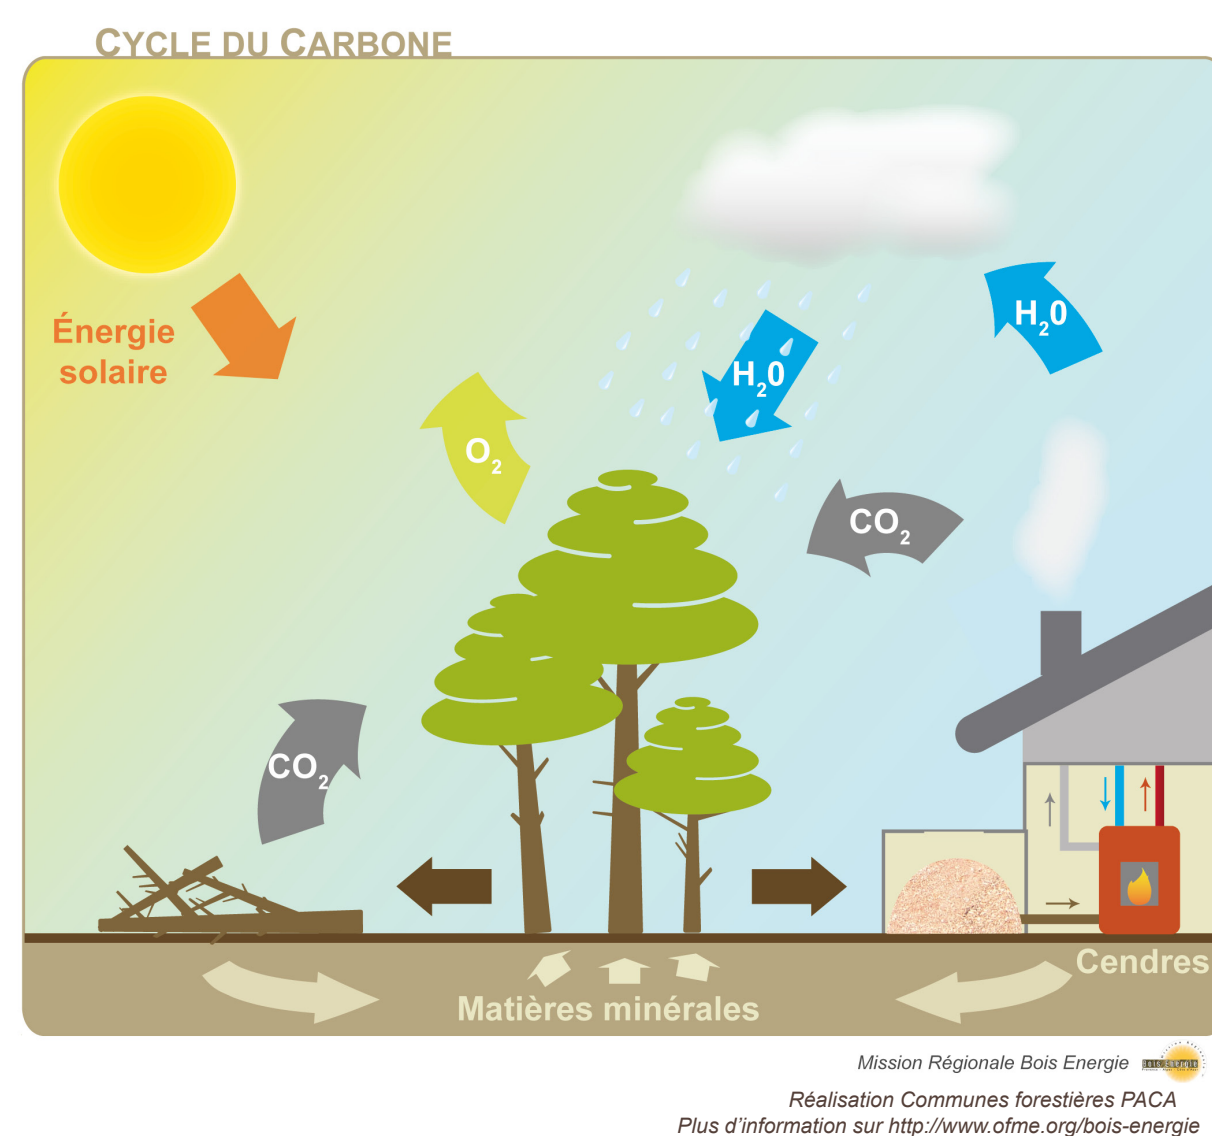 CYCLE DU CARBONE
Énergie
solaire
H₂0
H₂0
O₂
CO₂
CO₂
Cendres
Matières minérales
Mission Régionale Bois Energie
Réalisation Communes forestières PACA
Plus d'information sur http://www.ofme.org/bois-energie